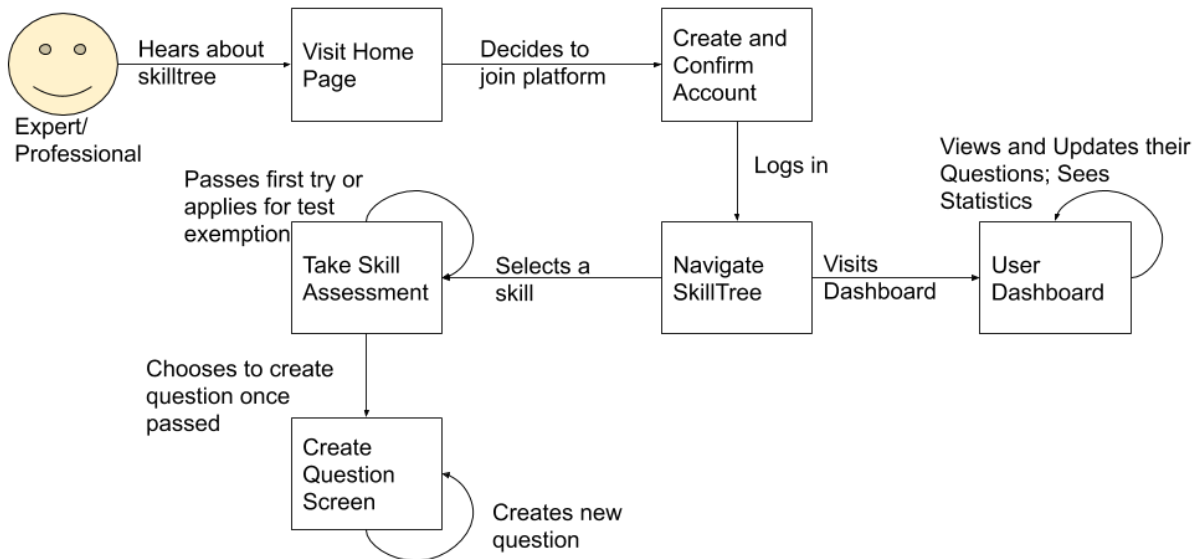 Hears about
skilltree
Visit Home
Page
Decides to
join platform
Create and
Confirm
Account
Expert/
Professional
Logs in
Views and Updates their
Questions; Sees
Statistics
Passes first try or
applies for test
exemption
Take Skill
Assessment
Selects a
skill
Navigate
SkillTree
Visits
Dashboard
User
Dashboard
Chooses to create
question once
passed
Create
Question
Screen
Creates new
question